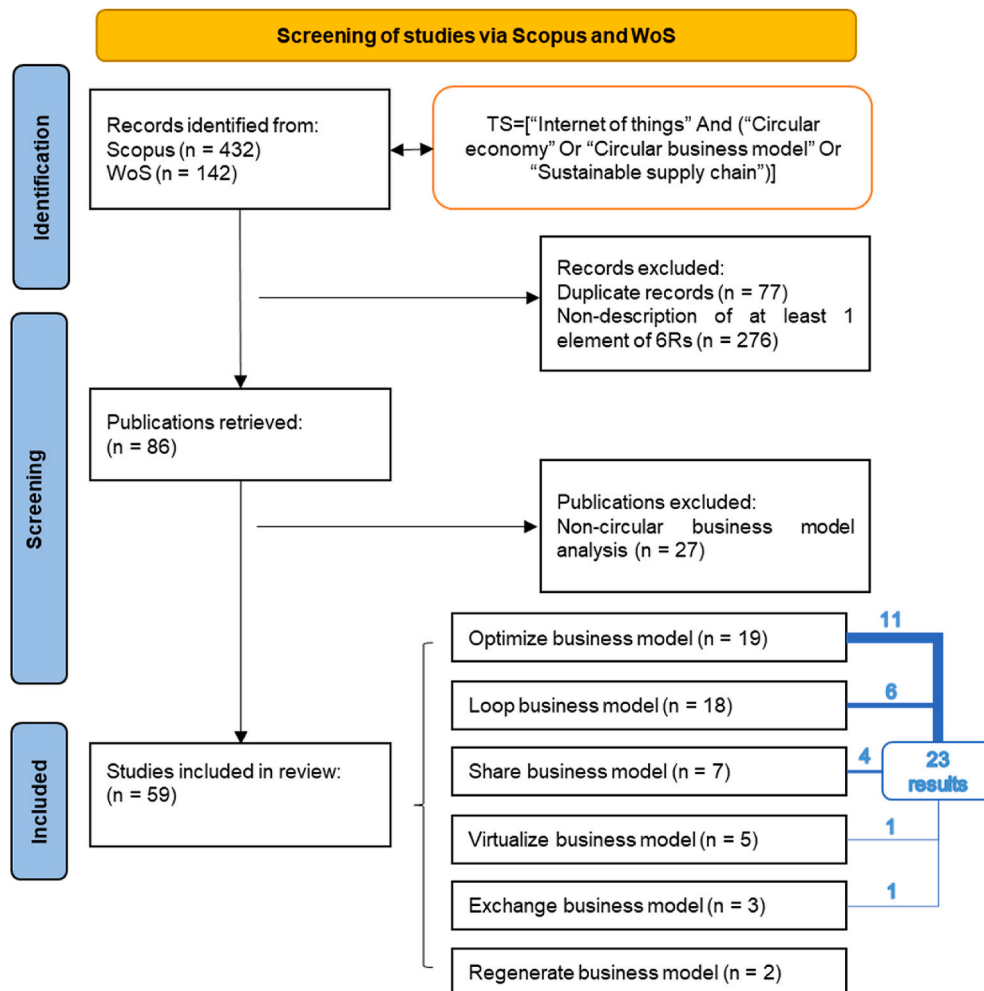 Screening of studies via Scopus and WoS
Identification
Records identified from:
Scopus (n = 432)
WoS (n = 142)
TS=[“Internet of things” And (“Circular
economy” Or “Circular business model” Or
“Sustainable supply chain”)]
Records excluded:
Duplicate records (n = 77)
Non-description of at least 1
element of 6Rs (n = 276)
Screening
Publications retrieved:
(n = 86)
Publications excluded:
Non-circular business model
analysis (n = 27)
Included
Studies included in review:
(n = 59)
Optimize business model (n = 19)
11
Loop business model (n = 18)
6
Share business model (n = 7)
4
23
results
Virtualize business model (n = 5)
1
Exchange business model (n = 3)
1
Regenerate business model (n = 2)